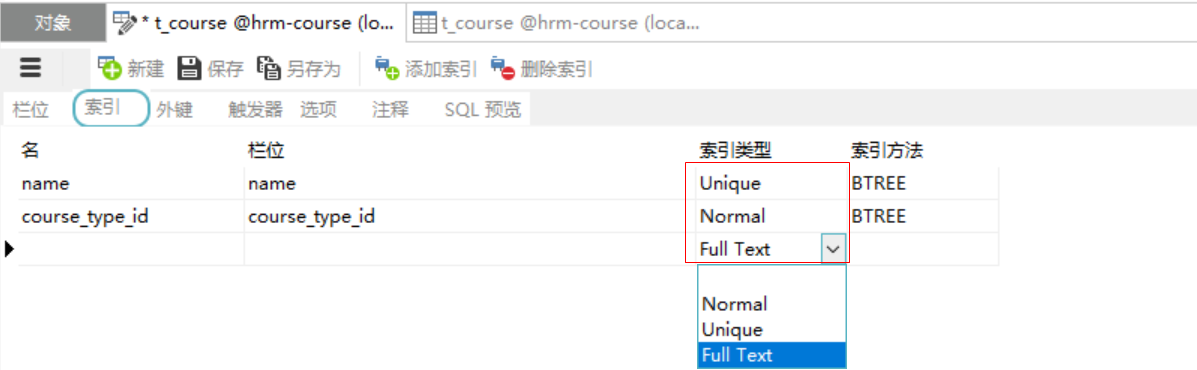 对象 * t_course @hrm-course (lo... t_course @hrm-course (loca...
新建 保存 另存为 添加索引 删除索引
栏位 索引 外键 触发器 选项 注释 SQL 预览
名 栏位 索引类型 索引方法
name name Unique BTREE
course_type_id course_type_id Normal BTREE
Full Text
Normal
Unique
Full Text